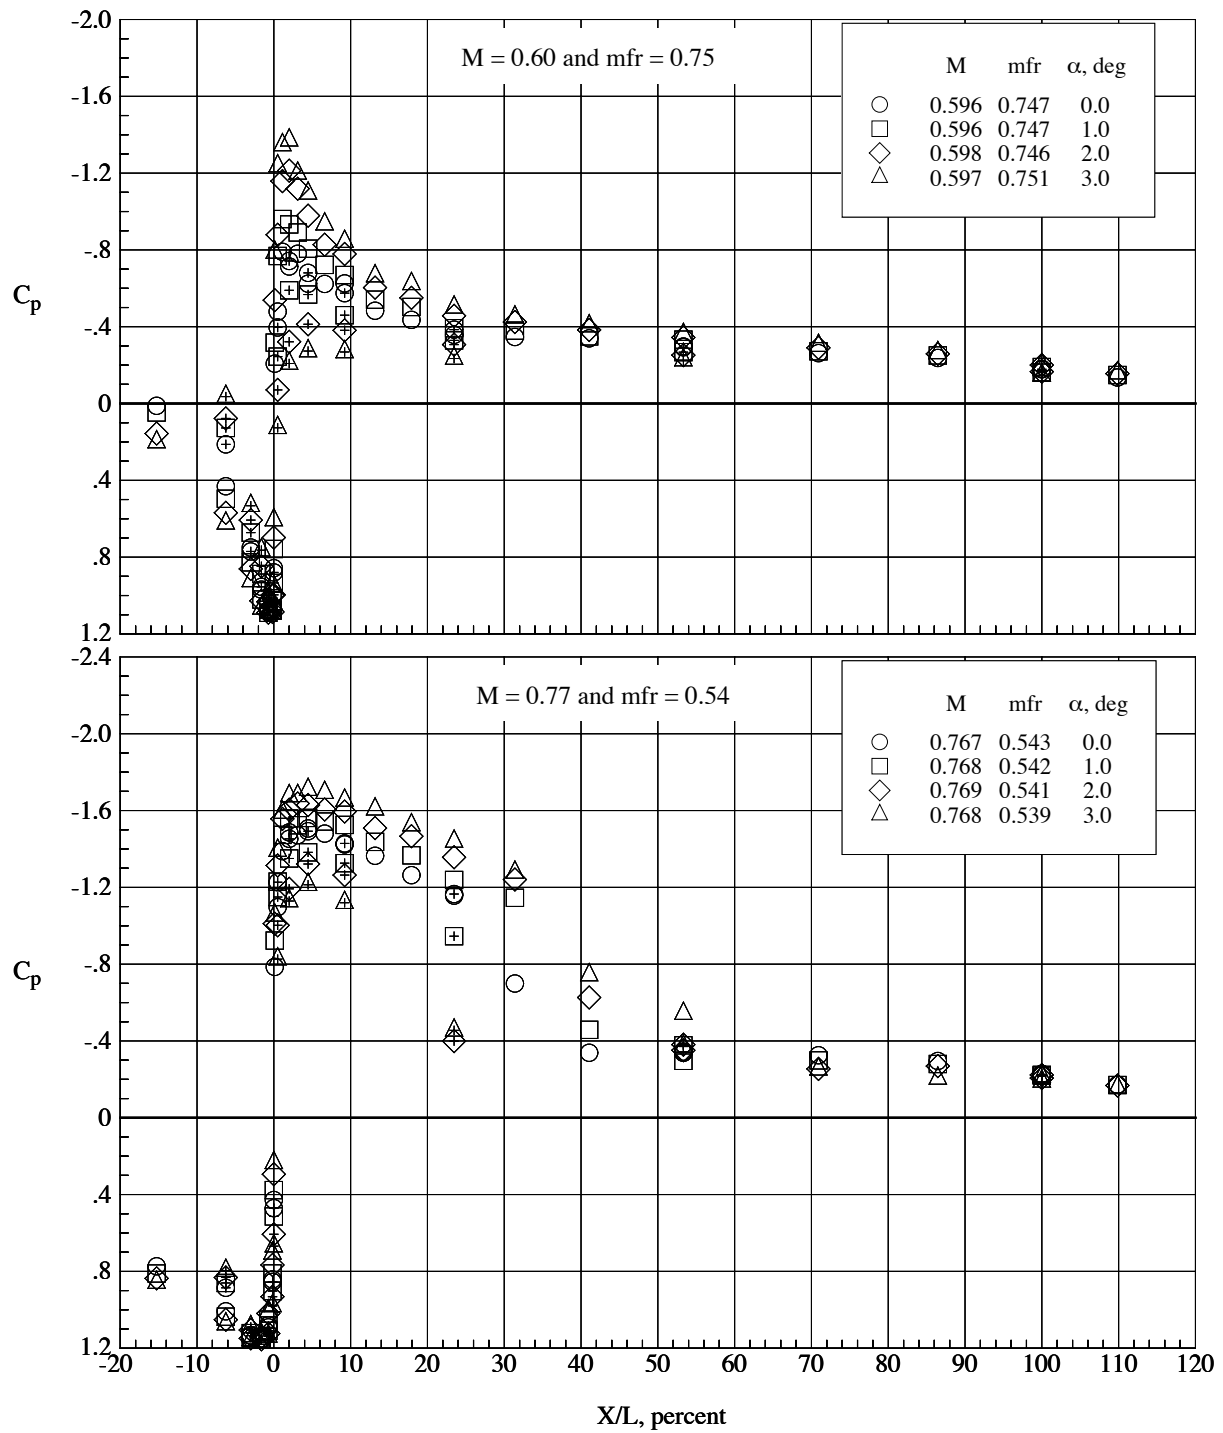 -2.0
M = 0.60 and mfr = 0.75
M mfr α, deg
0.596 0.747 0.0
0.596 0.747 1.0
0.598 0.746 2.0
0.597 0.751 3.0
-1.6
-1.2
-.8
Cp
-.4
0
.4
.8
1.2
-2.4
M = 0.77 and mfr = 0.54
M mfr α, deg
0.767 0.543 0.0
0.768 0.542 1.0
0.769 0.541 2.0
0.768 0.539 3.0
-2.0
-1.6
-1.2
-.8
Cp
-.4
0
.4
.8
1.2
-20 -10 0 10 20 30 40 50 60 70 80 90 100 110 120
X/L, percent